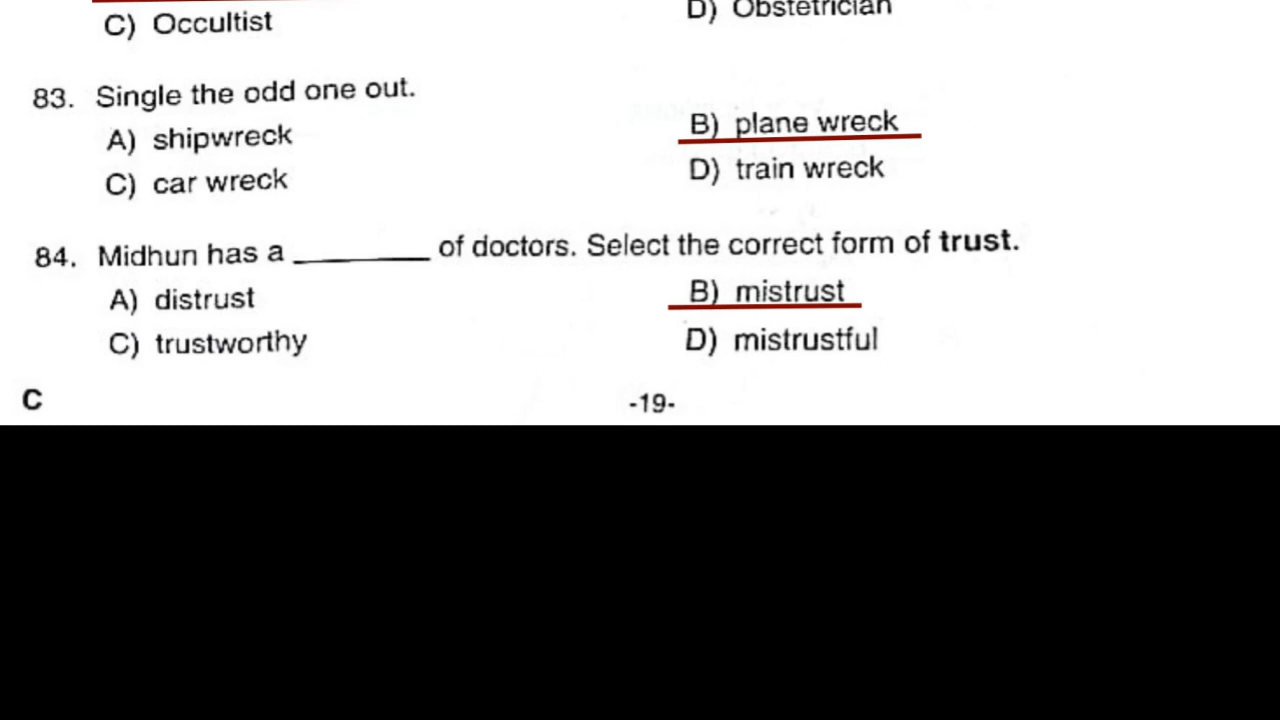 C) Occultist D) Obstetrician
83. Single the odd one out.
A) shipwreck B) plane wreck
C) car wreck D) train wreck
84. Midhun has a ________ of doctors. Select the correct form of trust.
A) distrust B) mistrust
C) trustworthy D) mistrustful
C -19-